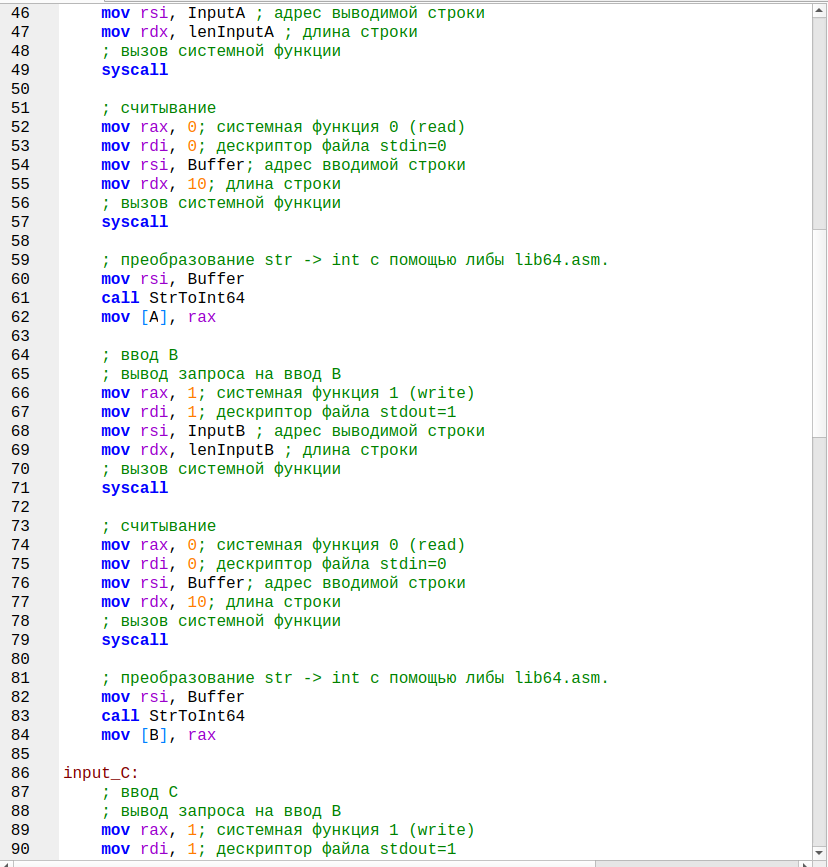 46 mov rsi, InputA ; адрес выводимой строки
47 mov rdx, lenInputA ; длина строки
48 ; вызов системной функции
49 syscall
50
51 ; считывание
52 mov rax, 0; системная функция 0 (read)
53 mov rdi, 0; дескриптор файла stdin=0
54 mov rsi, Buffer; адрес вводимой строки
55 mov rdx, 10; длина строки
56 ; вызов системной функции
57 syscall
58
59 ; преобразование str -> int с помощью либы lib64.asm.
60 mov rsi, Buffer
61 call StrToInt64
62 mov [A], rax
63
64 ; ввод B
65 ; вывод запроса на ввод B
66 mov rax, 1; системная функция 1 (write)
67 mov rdi, 1; дескриптор файла stdout=1
68 mov rsi, InputB ; адрес выводимой строки
69 mov rdx, lenInputB ; длина строки
70 ; вызов системной функции
71 syscall
72
73 ; считывание
74 mov rax, 0; системная функция 0 (read)
75 mov rdi, 0; дескриптор файла stdin=0
76 mov rsi, Buffer; адрес вводимой строки
77 mov rdx, 10; длина строки
78 ; вызов системной функции
79 syscall
80
81 ; преобразование str -> int с помощью либы lib64.asm.
82 mov rsi, Buffer
83 call StrToInt64
84 mov [B], rax
85
86 input_C:
87 ; ввод C
88 ; вывод запроса на ввод B
89 mov rax, 1; системная функция 1 (write)
90 mov rdi, 1; дескриптор файла stdout=1